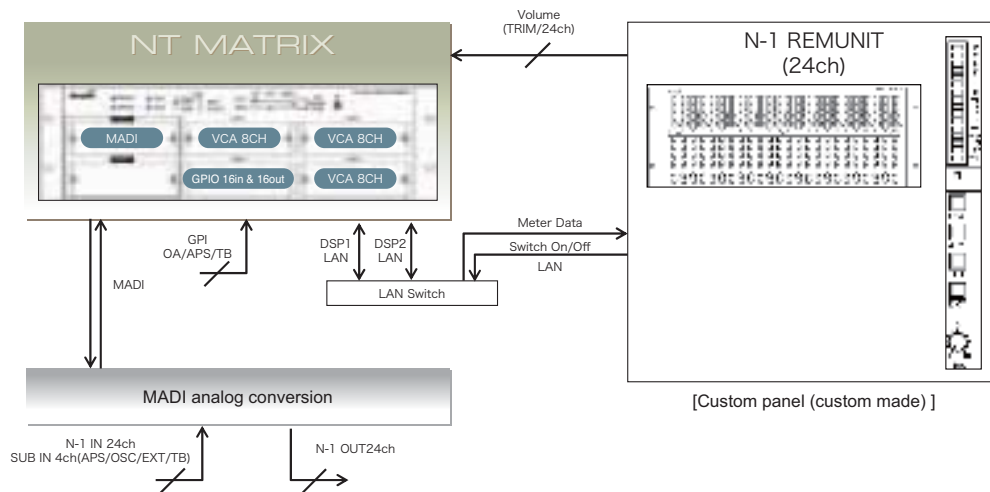 Volume
(TRIM/24ch)
NT MATRIX
N-1 REMUNIT
(24ch)
MADI
VCA 8CH
VCA 8CH
GPIO 16in & 16out
VCA 8CH
GPI
OA/APS/TB
DSP1
LAN
DSP2
LAN
Meter Data
Switch On/Off
LAN
MADI
LAN Switch
MADI analog conversion
[Custom panel (custom made) ]
N-1 IN 24ch
SUB IN 4ch(APS/OSC/EXT/TB)
N-1 OUT24ch